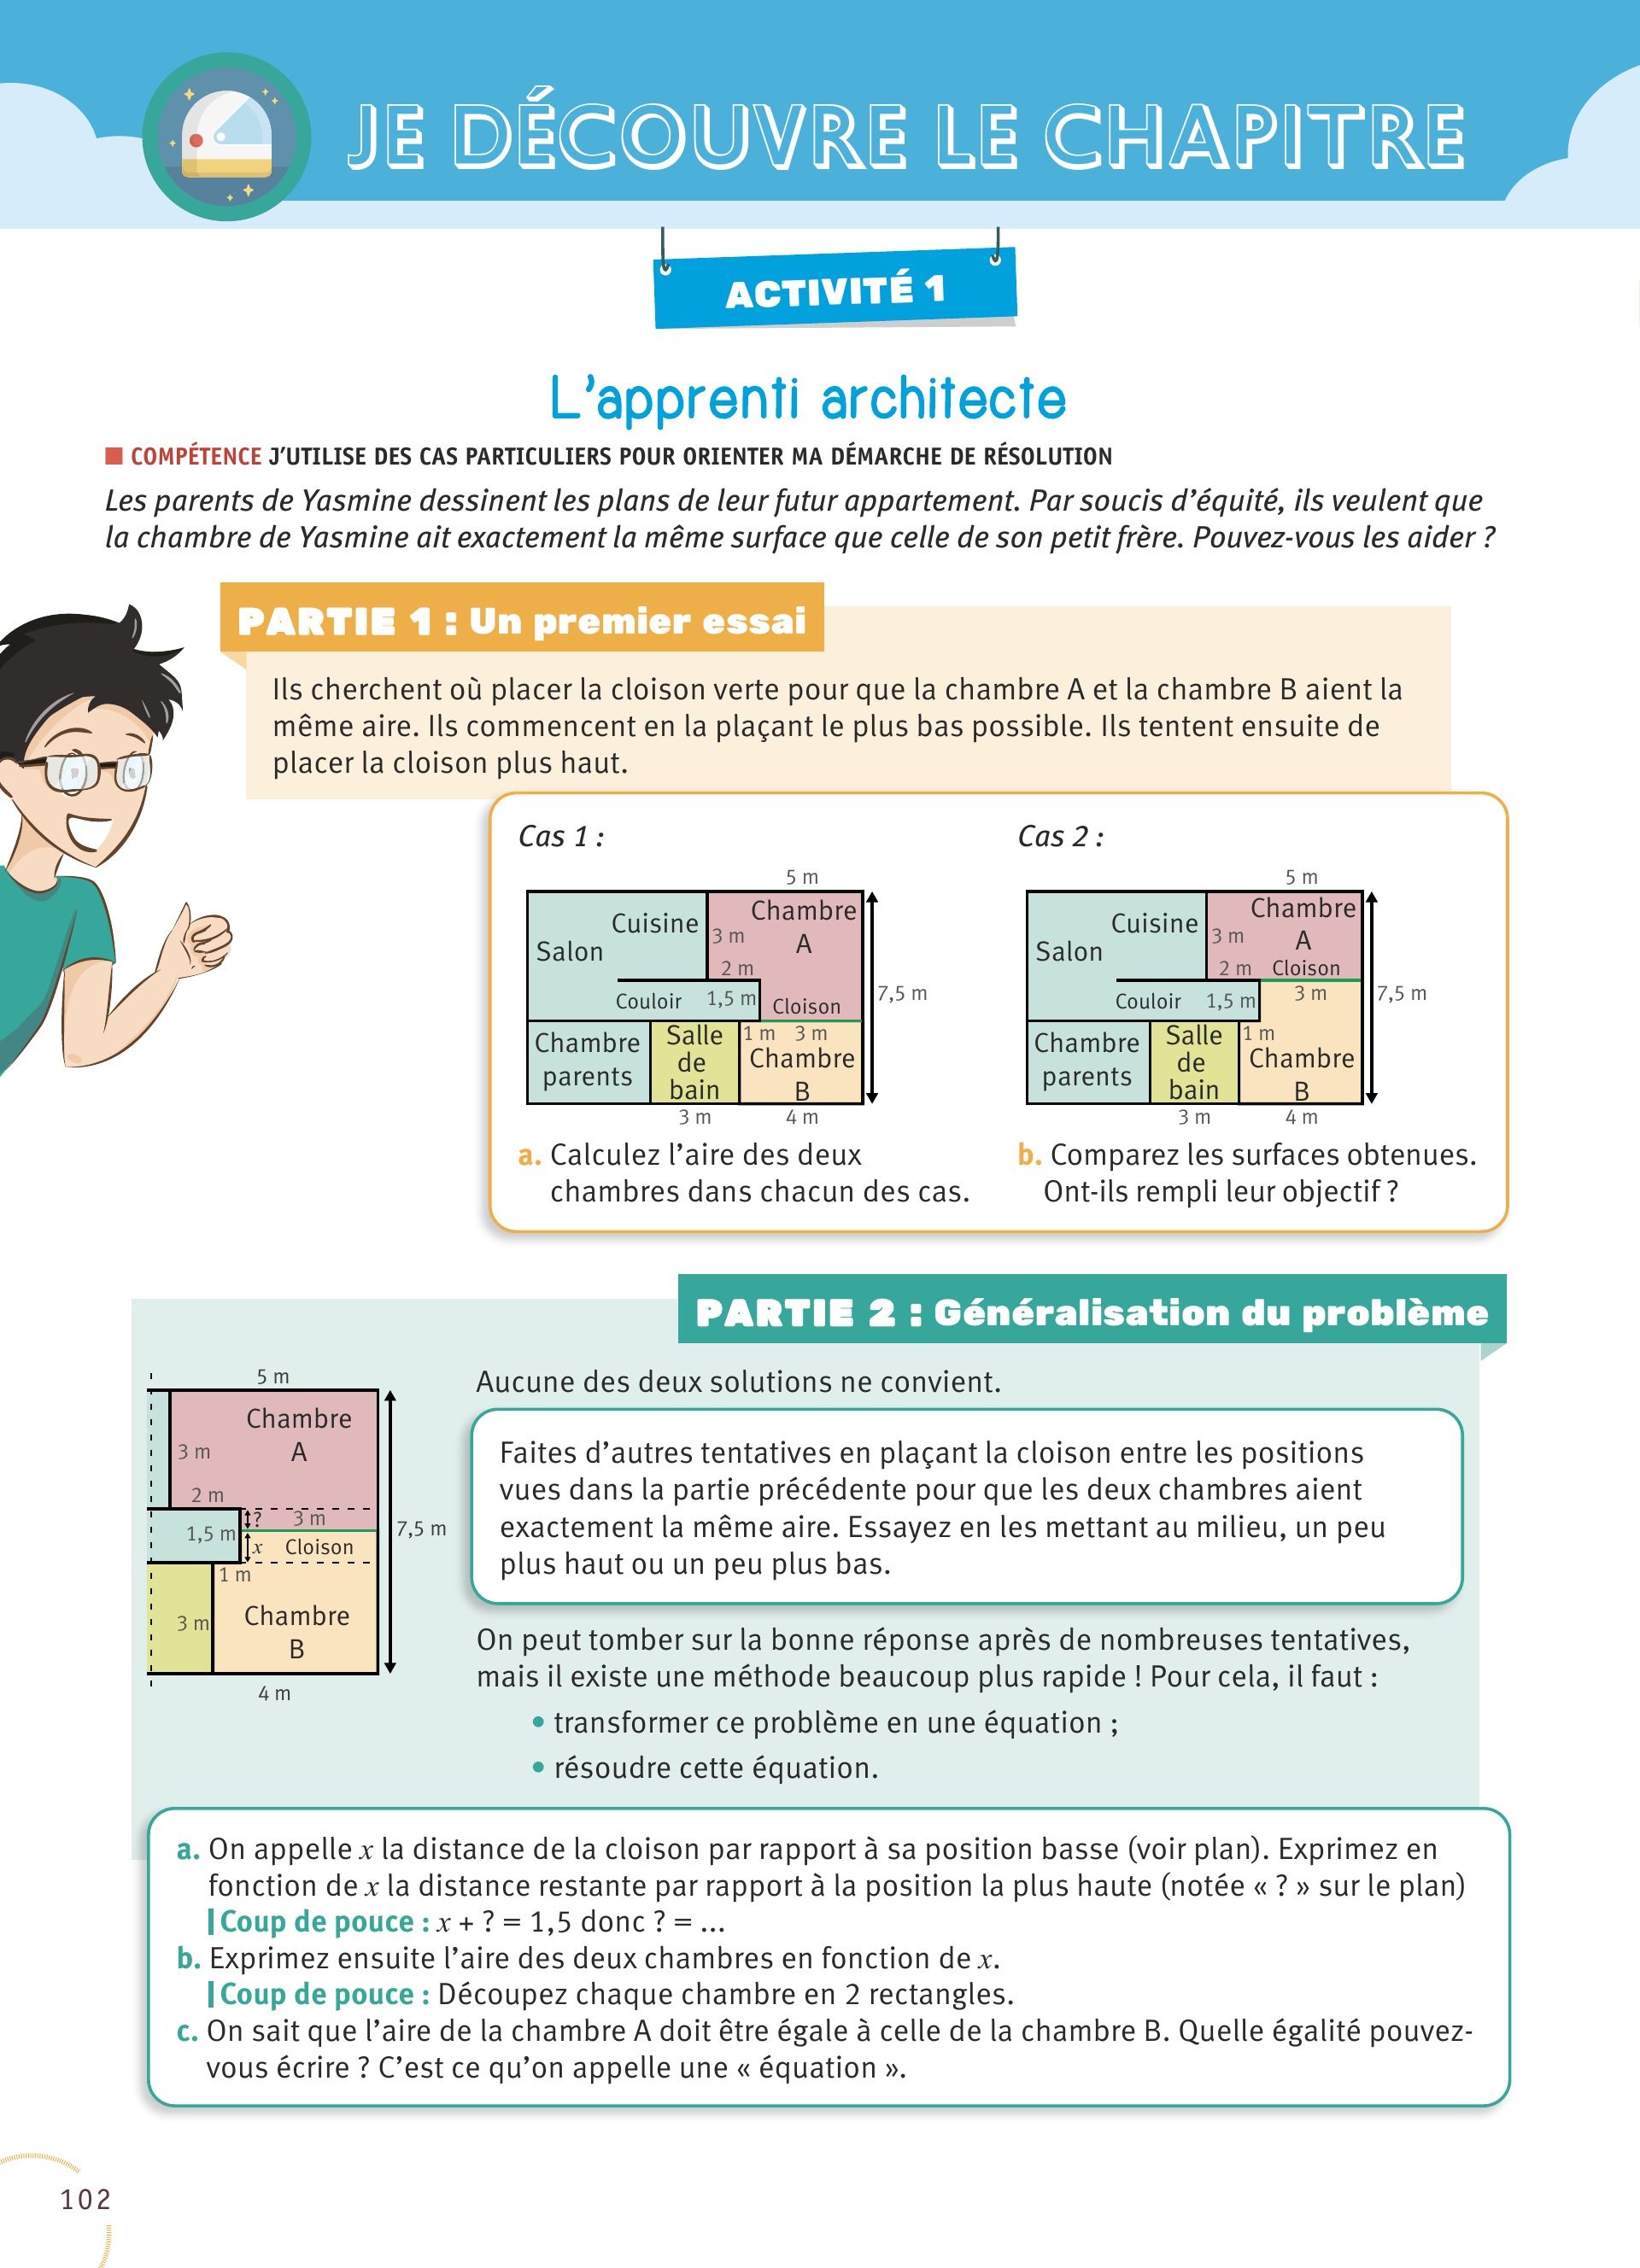 JE DÉCOUVRE LE CHAPITRE
ACTIVITÉ 1
L'apprenti architecte
COMPÉTENCE J'UTILISE DES CAS PARTICULIERS POUR ORIENTER MA DÉMARCHE DE RÉSOLUTION
Les parents de Yasmine dessinent les plans de leur futur appartement. Par soucis d'équité, ils veulent que
la chambre de Yasmine ait exactement la même surface que celle de son petit frère. Pouvez-vous les aider ?
PARTIE 1 : Un premier essai
Ils cherchent où placer la cloison verte pour que la chambre A et la chambre B aient la
même aire. Ils commencent en la plaçant le plus bas possible. Ils tentent ensuite de
placer la cloison plus haut.
Cas 1 :
5 m
Cuisine
Chambre
A
3 m
Salon
2 m
Couloir
1,5 m
Cloison
7,5 m
Chambre
parents
Salle
de
bain
1 m
3 m
Chambre
B
3 m
4 m
a. Calculez l'aire des deux
chambres dans chacun des cas.
Cas 2 :
5 m
Cuisine
Chambre
A
3 m
Salon
2 m
Cloison
Couloir
1,5 m
3 m
7,5 m
Chambre
parents
Salle
de
bain
1 m
Chambre
B
3 m
4 m
b. Comparez les surfaces obtenues.
Ont-ils rempli leur objectif ?
PARTIE 2 : Généralisation du problème
5 m
Chambre
A
3 m
2 m
?
3 m
1,5 m
x
Cloison
7,5 m
1 m
Chambre
B
3 m
4 m
Aucune des deux solutions ne convient.
Faites d'autres tentatives en plaçant la cloison entre les positions
vues dans la partie précédente pour que les deux chambres aient
exactement la même aire. Essayez en les mettant au milieu, un peu
plus haut ou un peu plus bas.
On peut tomber sur la bonne réponse après de nombreuses tentatives,
mais il existe une méthode beaucoup plus rapide ! Pour cela, il faut :
• transformer ce problème en une équation ;
• résoudre cette équation.
a. On appelle x la distance de la cloison par rapport à sa position basse (voir plan). Exprimez en
fonction de x la distance restante par rapport à la position la plus haute (notée « ? » sur le plan)
Coup de pouce : x + ? = 1,5 donc ? = ...
b. Exprimez ensuite l'aire des deux chambres en fonction de x.
Coup de pouce : Découpez chaque chambre en 2 rectangles.
c. On sait que l'aire de la chambre A doit être égale à celle de la chambre B. Quelle égalité pouvez-
vous écrire ? C'est ce qu'on appelle une « équation ».
102